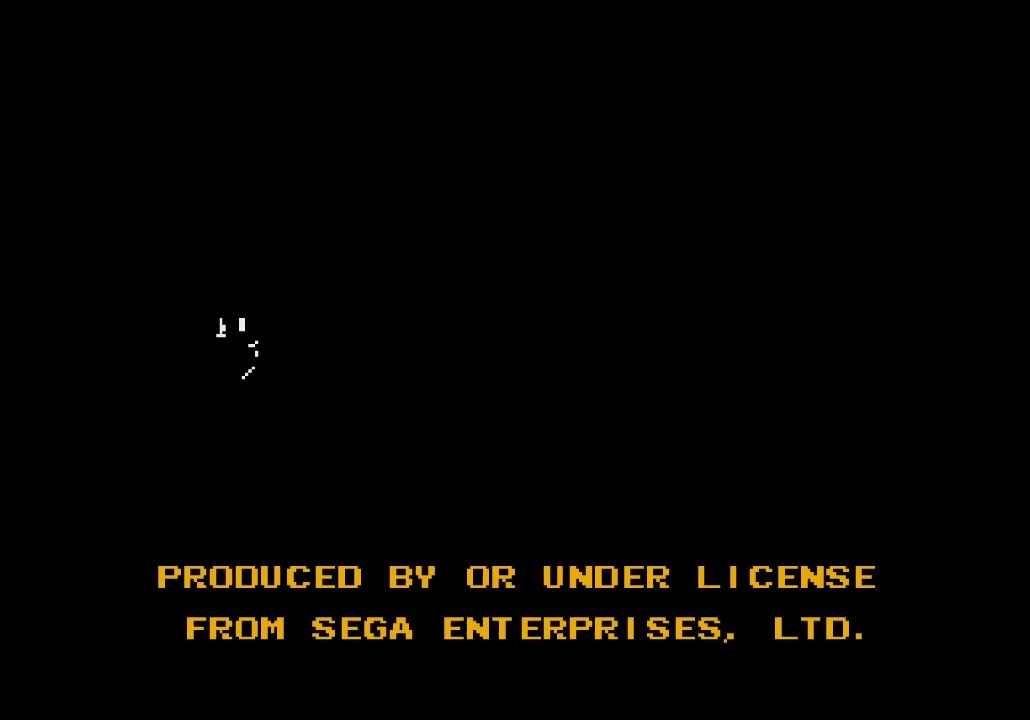 PRODUCED BY OR UNDER LICENSE
FROM SEGA ENTERPRISES, LTD.